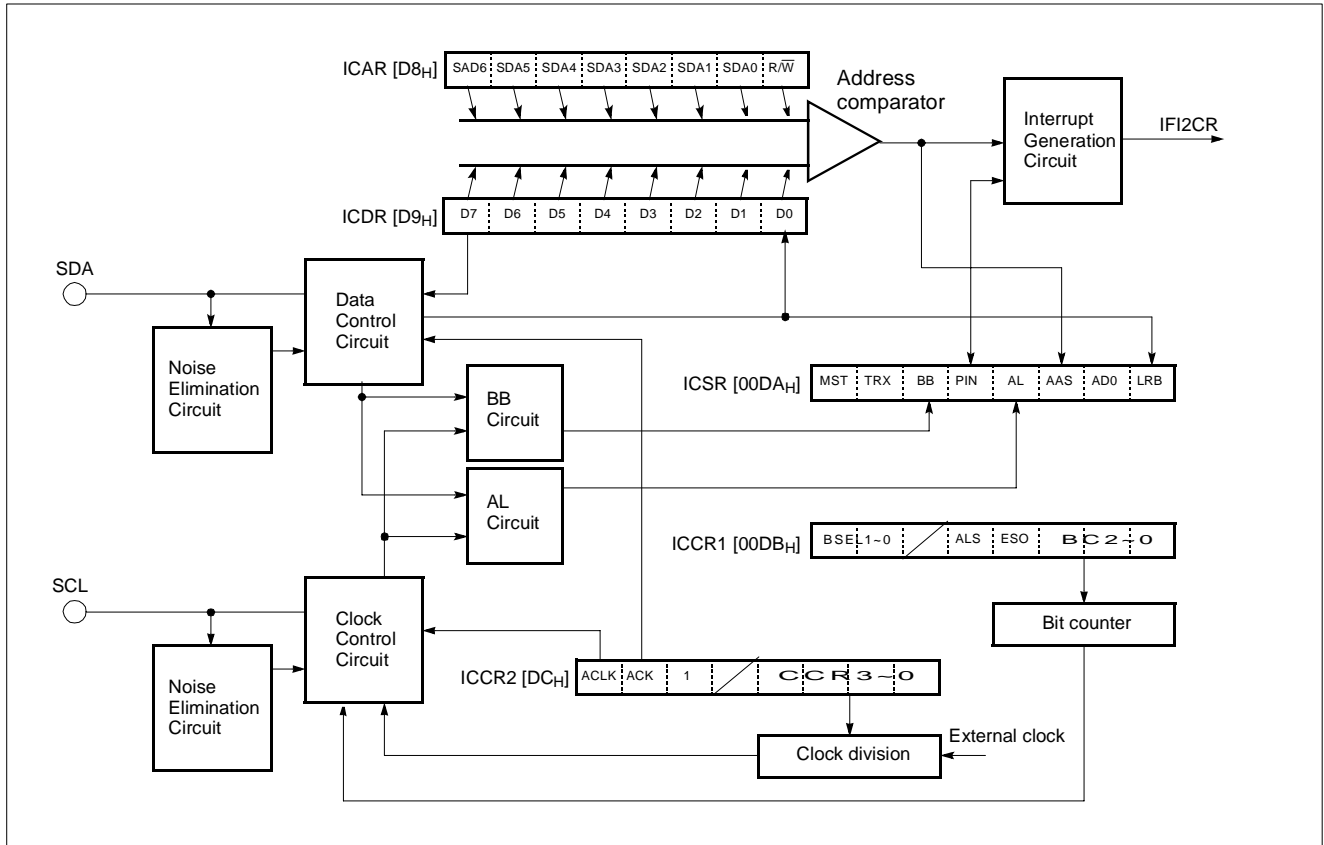 ICAR [D8H]
SAD6 SDA5 SDA4 SDA3 SDA2 SDA1 SDA0 R/W̅
Address
comparator
Interrupt
Generation
Circuit
IFI2CR
ICDR [D9H]
D7 D6 D5 D4 D3 D2 D1 D0
SDA
Data
Control
Circuit
Noise
Elimination
Circuit
BB
Circuit
ICSR [00DAH]
MST TRX BB PIN AL AAS AD0 LRB
AL
Circuit
ICCR1 [00DBH]
BSEL1~0 ALS ESO BC2~0
SCL
Clock
Control
Circuit
Bit counter
Noise
Elimination
Circuit
ICCR2 [DCH]
ACLK ACK 1 CCR3~0
External clock
Clock division